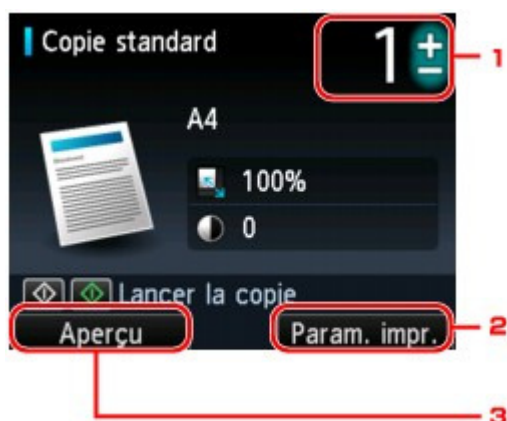 Copie standard
1 + -
1
A4
100%
0
Lancer la copie
Aperçu
Param. impr.
2
3